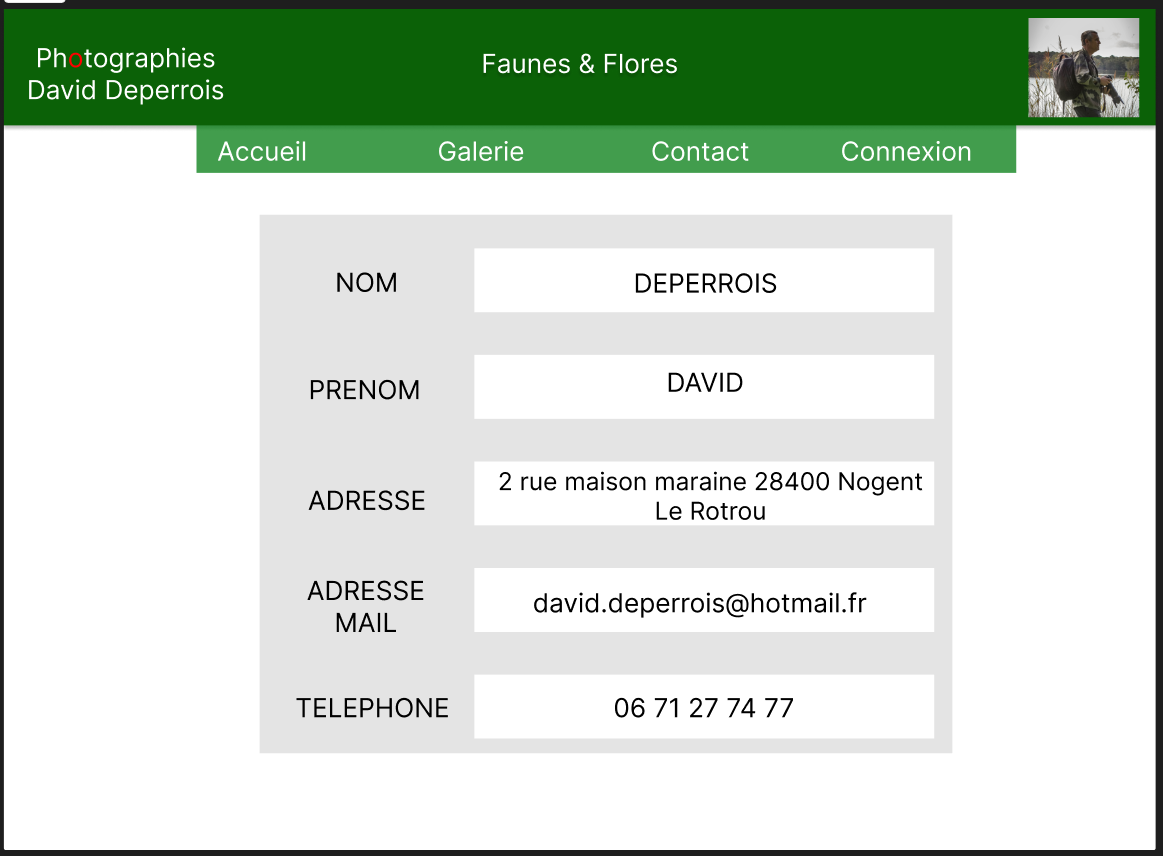 Photographies
David Deperrois
Faunes & Flores
Accueil
Galerie
Contact
Connexion
NOM
DEPERROIS
PRENOM
DAVID
ADRESSE
2 rue maison maraine 28400 Nogent
Le Rotrou
ADRESSE
MAIL
david.deperrois@hotmail.fr
TELEPHONE
06 71 27 74 77